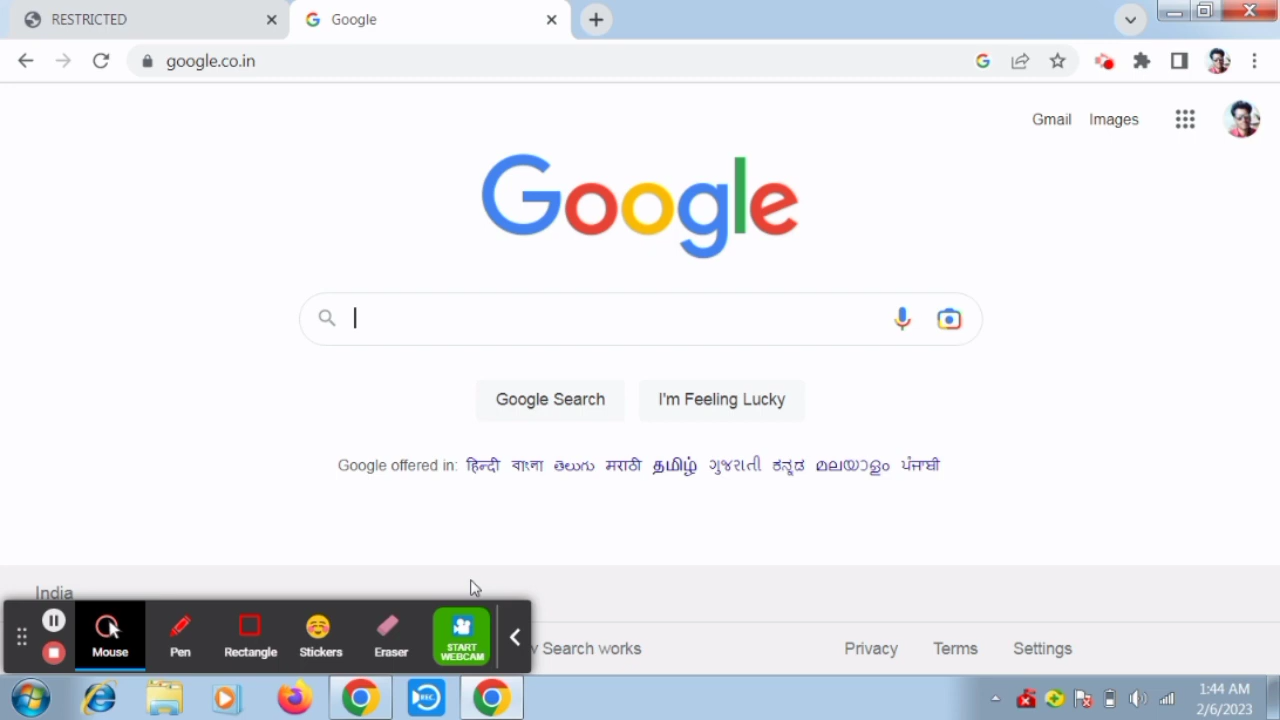 RESTRICTED
Google
google.co.in
Gmail Images
Google
Google Search I'm Feeling Lucky
Google offered in: हिन्दी বাংলা తెలుగు मराठी தமிழ் ગુજરાતી ಕನ್ನಡ മലയാളം ਪੰਜਾਬੀ
India
Search works Privacy Terms Settings
Mouse Pen Rectangle Stickers Eraser START WEBCAM
RSC
1:44 AM
2/6/2023